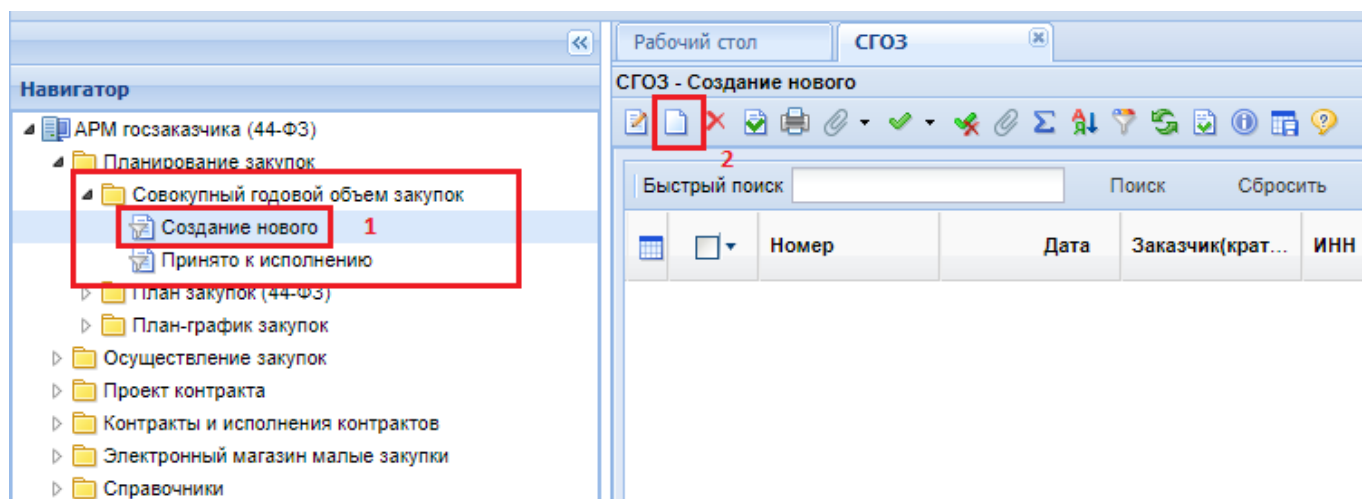 Рабочий стол
СГОЗ
Навигатор
СГОЗ - Создание нового
АРМ госзаказчика (44-ФЗ)
Планирование закупок
2
Совокупный годовой объем закупок
Быстрый поиск
Поиск
Сбросить
Создание нового
1
Номер
Дата
Заказчик(крат...
ИНН
Принято к исполнению
План закупок (44-ФЗ)
План-график закупок
Осуществление закупок
Проект контракта
Контракты и исполнения контрактов
Электронный магазин малые закупки
Справочники